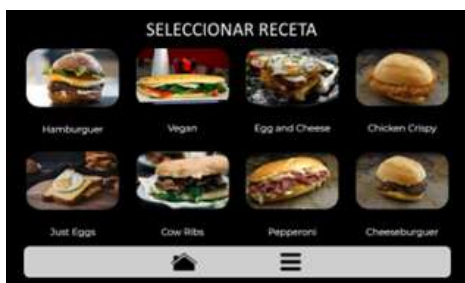 SELECCIONAR RECETA
Hamburguer Vegan Egg and Cheese Chicken Crispy
Just Eggs Cow Ribs Pepperoni Cheeseburguer